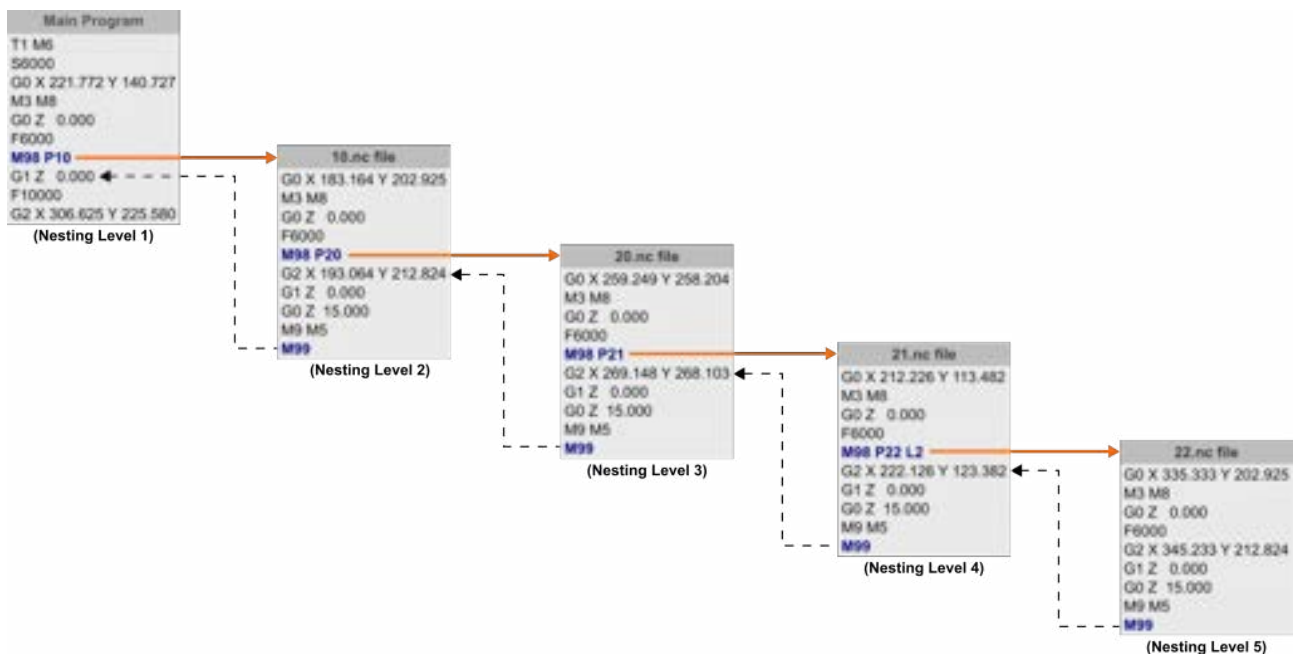 Main Program
T1 M6
S6000
G0 X 221.772 Y 140.727
M3 M8
G0 Z 0.000
F6000
M98 P10
G1 Z 0.000
F10000
G2 X 306.625 Y 225.580
(Nesting Level 1)
10.nc file
G0 X 183.164 Y 202.925
M3 M8
G0 Z 0.000
F6000
M98 P20
G2 X 193.064 Y 212.824
G1 Z 0.000
G0 Z 15.000
M9 M5
M99
(Nesting Level 2)
20.nc file
G0 X 259.249 Y 258.204
M3 M8
G0 Z 0.000
F6000
M98 P21
G2 X 269.148 Y 268.103
G1 Z 0.000
G0 Z 15.000
M9 M5
M99
(Nesting Level 3)
21.nc file
G0 X 212.226 Y 113.482
M3 M8
G0 Z 0.000
F6000
M98 P22 L2
G2 X 222.126 Y 123.382
G1 Z 0.000
G0 Z 15.000
M9 M5
M99
(Nesting Level 4)
22.nc file
G0 X 335.333 Y 202.925
M3 M8
G0 Z 0.000
F6000
G2 X 345.233 Y 212.824
G1 Z 0.000
G0 Z 15.000
M9 M5
M99
(Nesting Level 5)